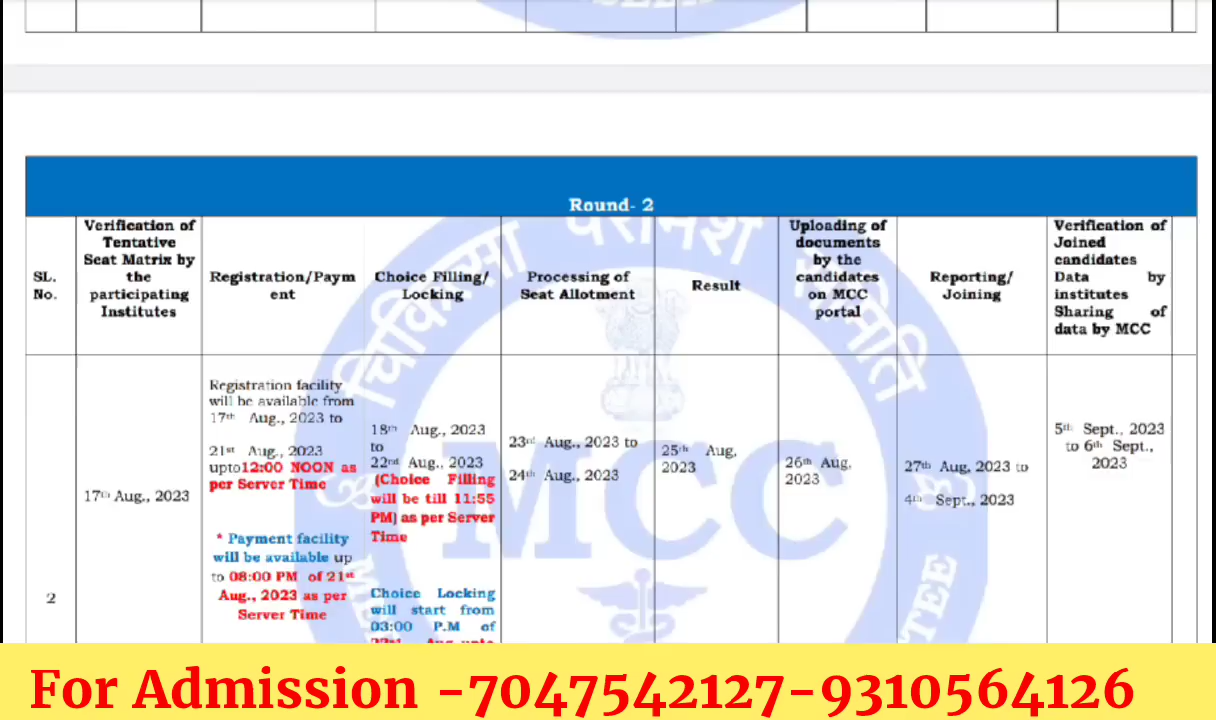 Round- 2
SL.
No.
Verification of
Tentative
Seat Matrix by
the
participating
Institutes
Registration/Paym
ent
Choice Filling/
Locking
Processing of
Seat Allotment
Result
Uploading of
documents
by the
candidates
on MCC
portal
Reporting/
Joining
Verification of
Joined
candidates
Data by
institutes
Sharing of
data by MCC
2
17th Aug., 2023
Registration facility
will be available from
17th Aug., 2023 to
21st Aug., 2023
upto12:00 NOON as
per Server Time
* Payment facility
will be available up
to 08:00 PM of 21st
Aug., 2023 as per
Server Time
18th Aug., 2023
to
22nd Aug., 2023
(Choice Filling
will be till 11:55
PM) as per Server
Time
Choice Locking
will start from
03:00 P.M of
23rd Aug., 2023 to
24th Aug., 2023
25th Aug,
2023
26th Aug,
2023
27th Aug, 2023 to
4th Sept., 2023
5th Sept., 2023
to 6th Sept.,
2023
चिकित्सा परामर्श
MCC
TEE
For Admission -7047542127-9310564126